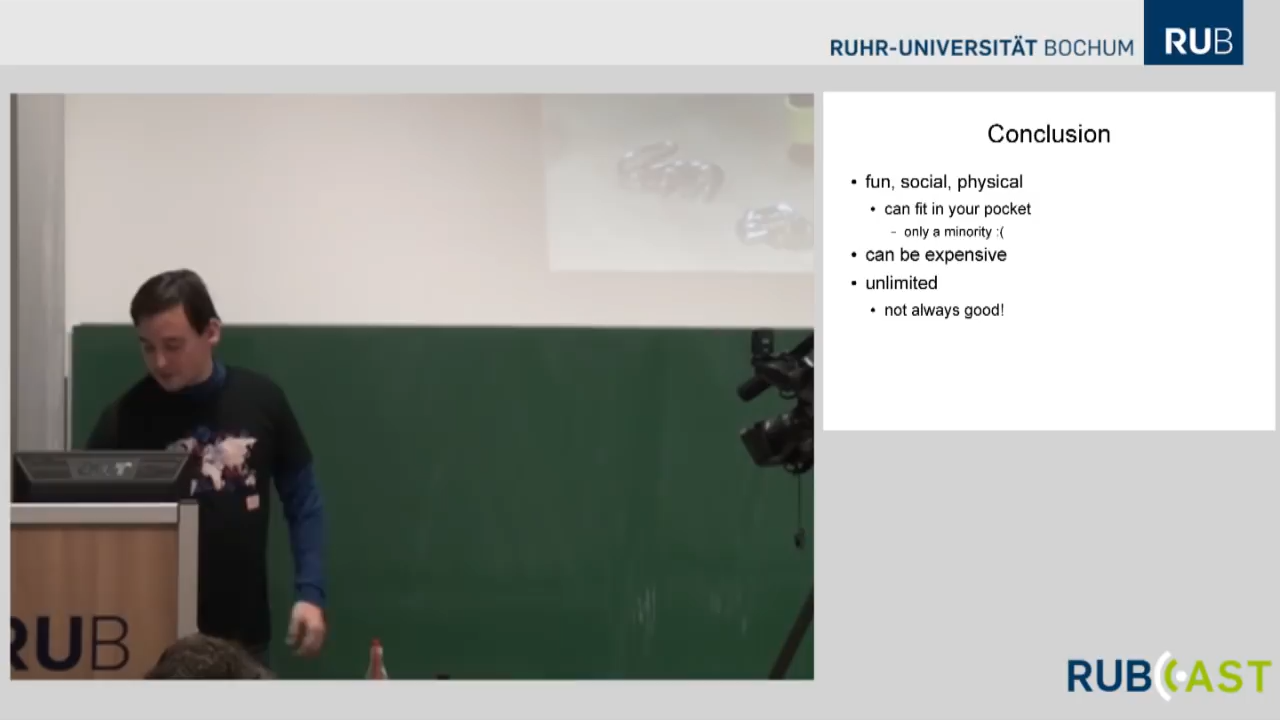 RUHR-UNIVERSITÄT BOCHUM
RUB
Conclusion
• fun, social, physical
• can fit in your pocket
– only a minority :(
• can be expensive
• unlimited
• not always good!
RUB
RUBCAST